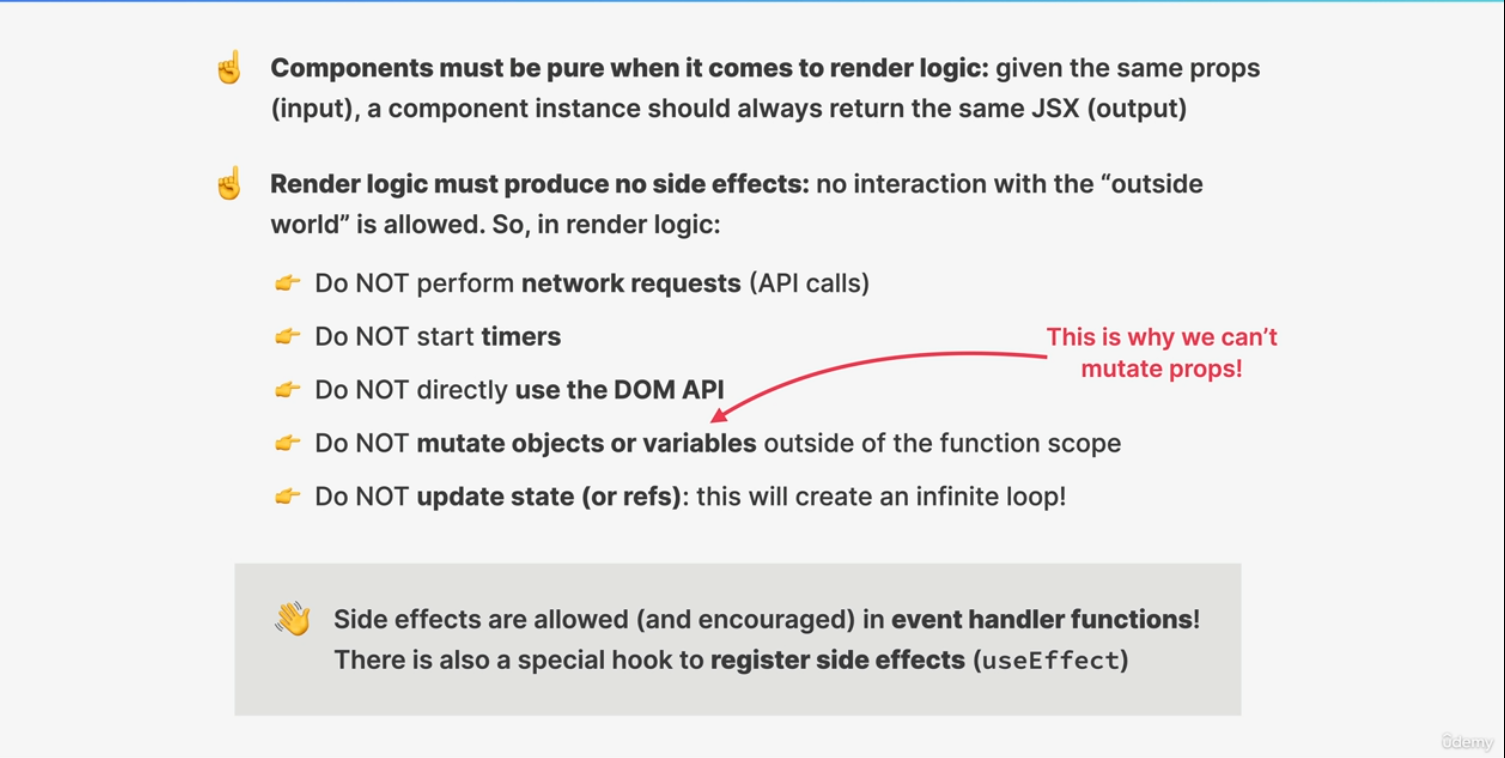 Components must be pure when it comes to render logic: given the same props
(input), a component instance should always return the same JSX (output)
Render logic must produce no side effects: no interaction with the “outside
world” is allowed. So, in render logic:
Do NOT perform network requests (API calls)
Do NOT start timers
This is why we can’t
mutate props!
Do NOT directly use the DOM API
Do NOT mutate objects or variables outside of the function scope
Do NOT update state (or refs): this will create an infinite loop!
Side effects are allowed (and encouraged) in event handler functions!
There is also a special hook to register side effects (useEffect)
ûdemy